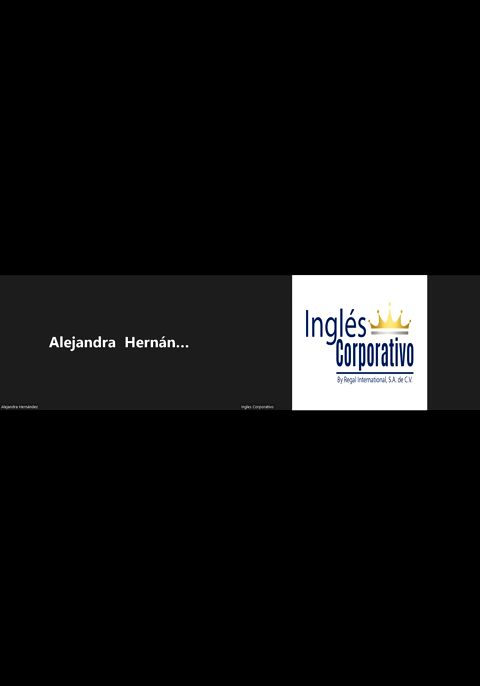 Alejandra Hernán...
Alejandra Hernández
Inglés
Corporativo
By Regal International, S.A. de C.V.
Inglés Corporativo